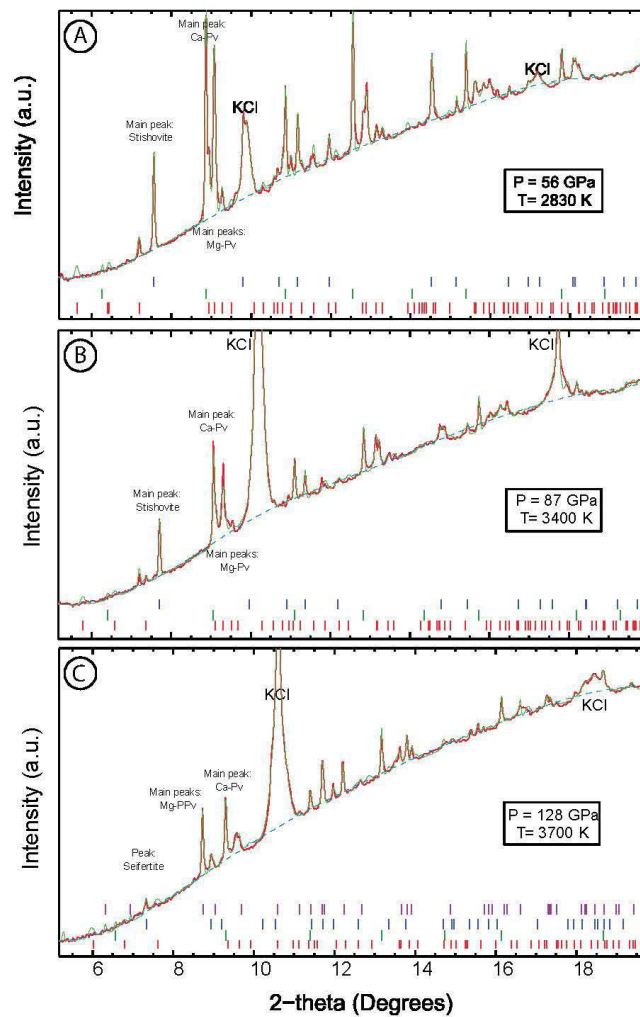 A
Main peak:
Ca-Pv
KCl
KCl
Main peak:
Stishovite
Main peaks:
Mg-Pv
P = 56 GPa
T= 2830 K
Intensity (a.u.)
B
KCl
KCl
Main peak:
Ca-Pv
Main peak:
Stishovite
Main peaks:
Mg-Pv
P = 87 GPa
T= 3400 K
Intensity (a.u.)
C
KCl
KCl
Main peak:
Ca-Pv
Main peaks:
Mg-PPv
Peak:
Seifertite
P = 128 GPa
T= 3700 K
Intensity (a.u.)
6 8 10 12 14 16 18
2-theta (Degrees)